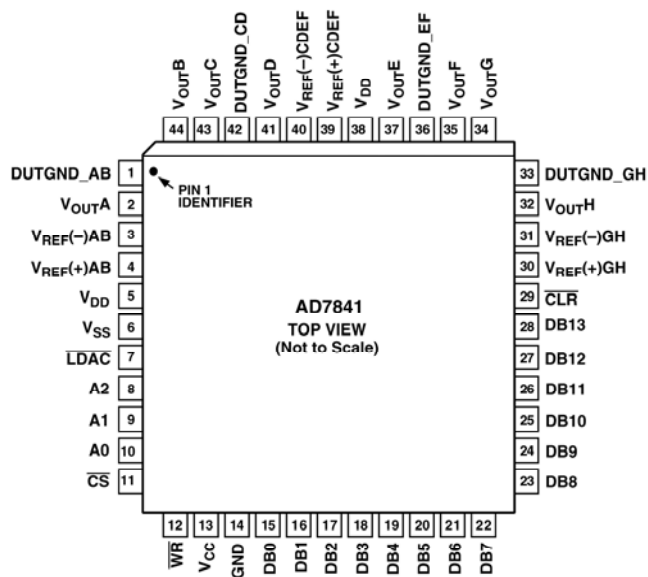 VOUTB
VOUTC
DUTGND_CD
VOUTD
VREF(−)CDEF
VREF(+)CDEF
VDD
VOUTE
DUTGND_EF
VOUTF
VOUTG
44 43 42 41 40 39 38 37 36 35 34
DUTGND_AB 1
VOUTA 2
VREF(−)AB 3
VREF(+)AB 4
VDD 5
VSS 6
LDAC 7
A2 8
A1 9
A0 10
CS 11
PIN 1
IDENTIFIER
AD7841
TOP VIEW
(Not to Scale)
33 DUTGND_GH
32 VOUTH
31 VREF(−)GH
30 VREF(+)GH
29 CLR
28 DB13
27 DB12
26 DB11
25 DB10
24 DB9
23 DB8
12 13 14 15 16 17 18 19 20 21 22
WR
VCC
GND
DB0
DB1
DB2
DB3
DB4
DB5
DB6
DB7